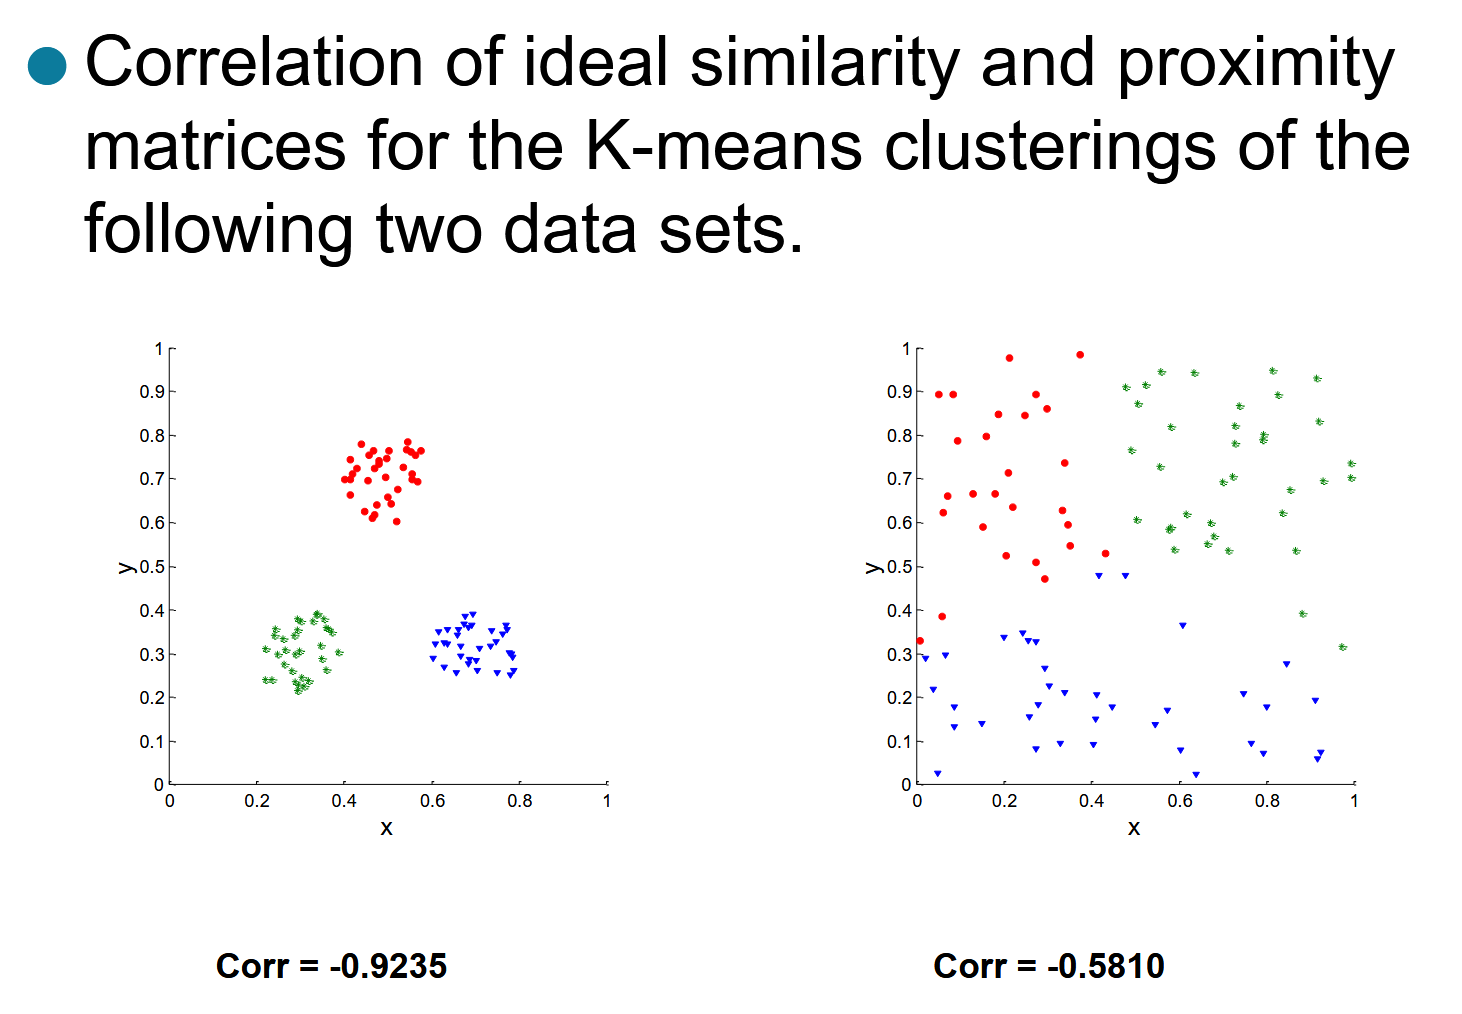 Correlation of ideal similarity and proximity
matrices for the K-means clusterings of the
following two data sets.
1
0.9
0.8
0.7
0.6
0.5
0.4
0.3
0.2
0.1
0
y
0 0.2 0.4 0.6 0.8 1
x
1
0.9
0.8
0.7
0.6
0.5
0.4
0.3
0.2
0.1
0
y
0 0.2 0.4 0.6 0.8 1
x
Corr = -0.9235
Corr = -0.5810